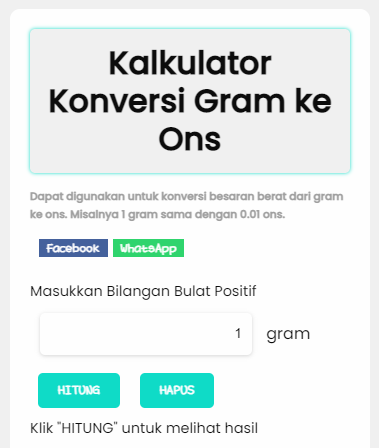 Kalkulator
Konversi Gram ke
Ons
Dapat digunakan untuk konversi besaran berat dari gram
ke ons. Misalnya 1 gram sama dengan 0.01 ons.
Facebook WhatsApp
Masukkan Bilangan Bulat Positif
1 gram
HITUNG HAPUS
Klik "HITUNG" untuk melihat hasil